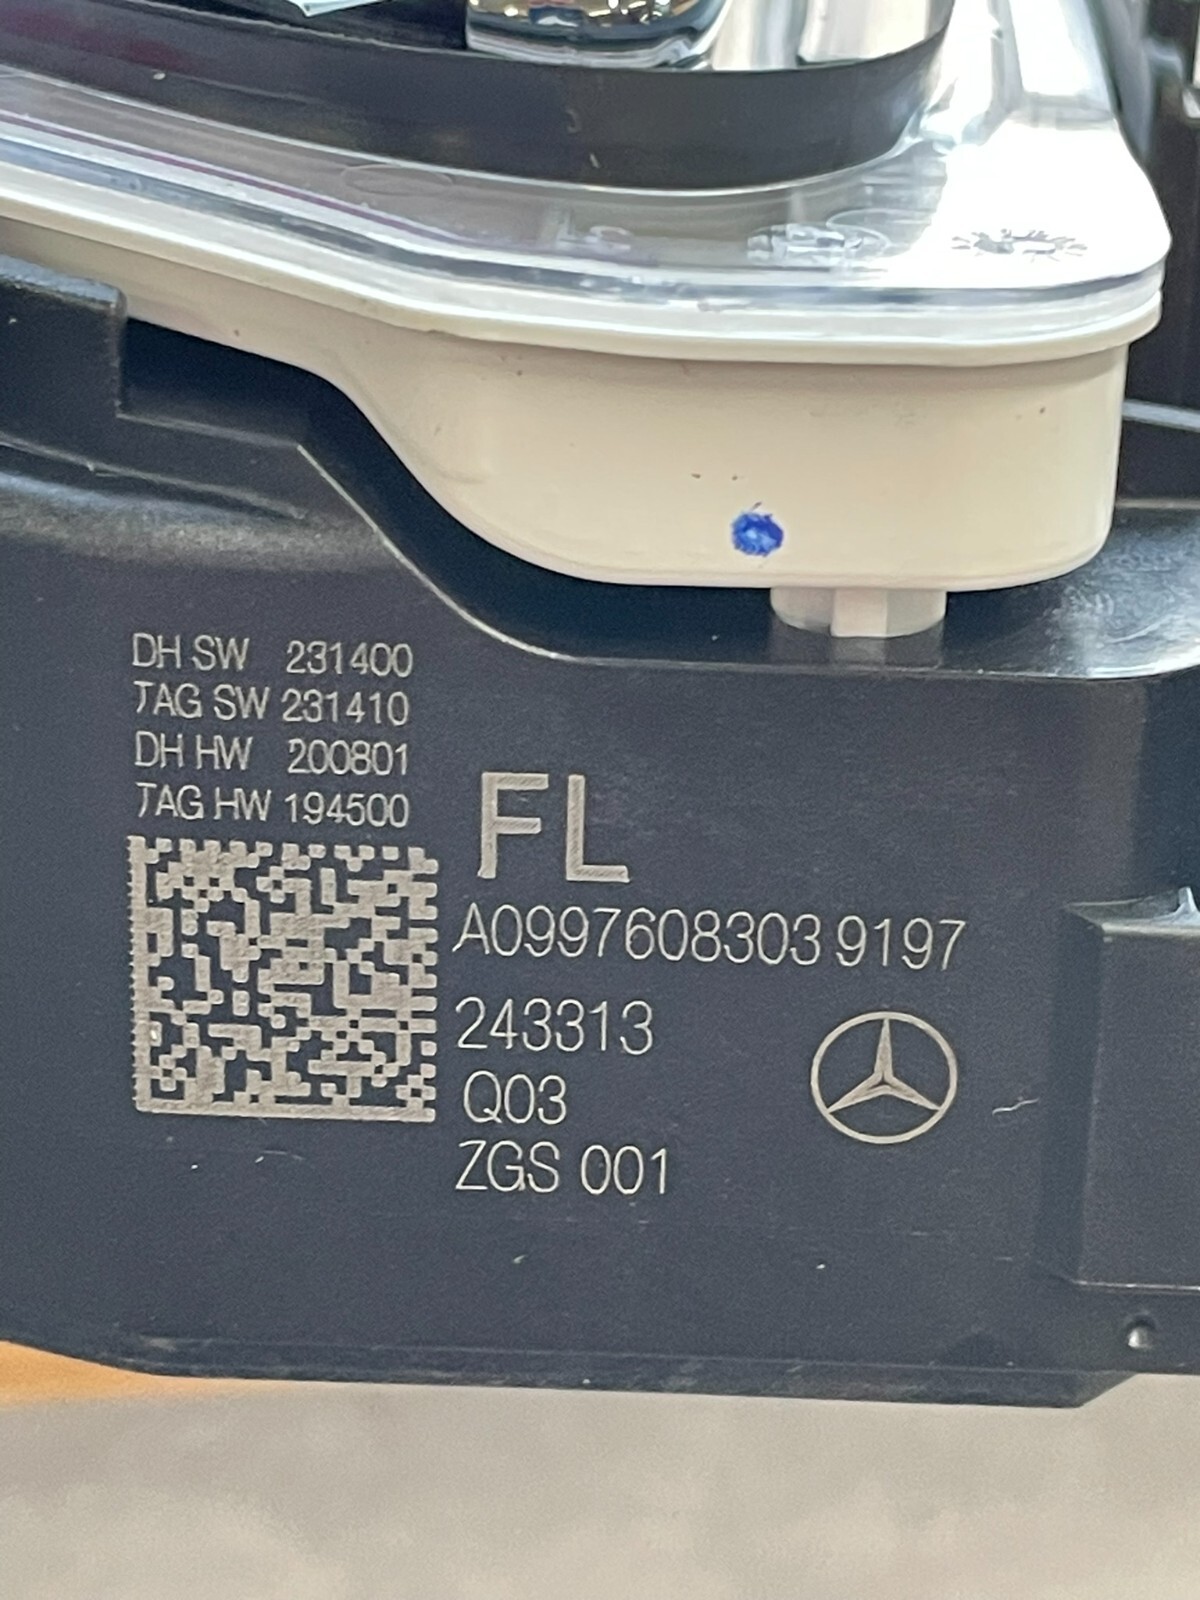 DH SW 231400
TAG SW 231410
DH HW 200801
TAG HW 194500
FL
A0997608303 9197
243313
Q03
ZGS 001